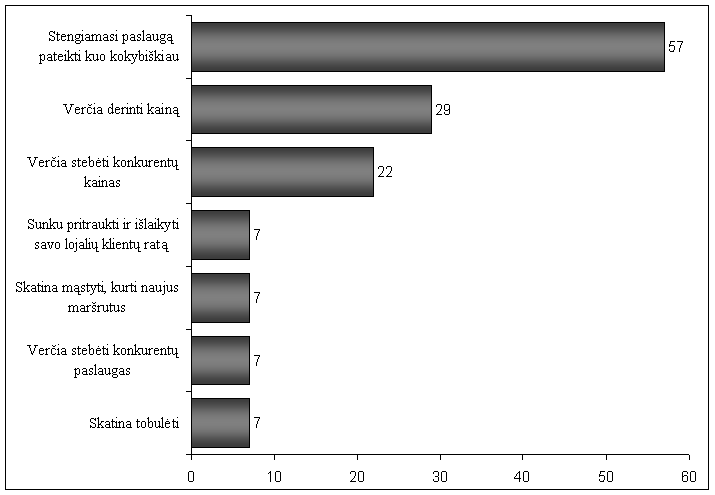 Stengiamasi paslaugą
pateikti kuo kokybiškiau
57
Verčia derinti kainą
29
Verčia stebėti konkurentų
kainas
22
Sunku pritraukti ir išlaikyti
savo lojalių klientų ratą
7
Skatina mąstyti, kurti naujus
maršrutus
7
Verčia stebėti konkurentų
paslaugas
7
Skatina tobulėti
7
0 10 20 30 40 50 60